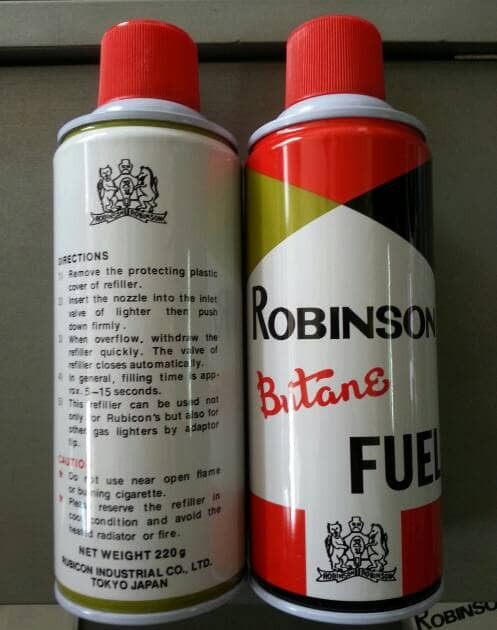 ROBINSON ROBINSON
DIRECTIONS
1) Remove the protecting plastic
cover of refiller.
2) Insert the nozzle into the inlet
valve of lighter then push
down firmly.
3) When overflow, withdraw the
refiller quickly. The valve of
refiller closes automatically.
4) In general, filling time is app-
rox. 5–15 seconds.
5) This refiller can be used not
only for Rubicon's but also for
other gas lighters by adaptor
tip.
CAUTIO
* Do not use near open flame
or burning cigarette.
* Please reserve the refiller in
cool condition and avoid the
heated radiator or fire.
NET WEIGHT 220g
RUBICON INDUSTRIAL CO., LTD.
TOKYO JAPAN
ROBINSON
Butane
FUEL
ROBINSON ROBINSON
ROBINSON